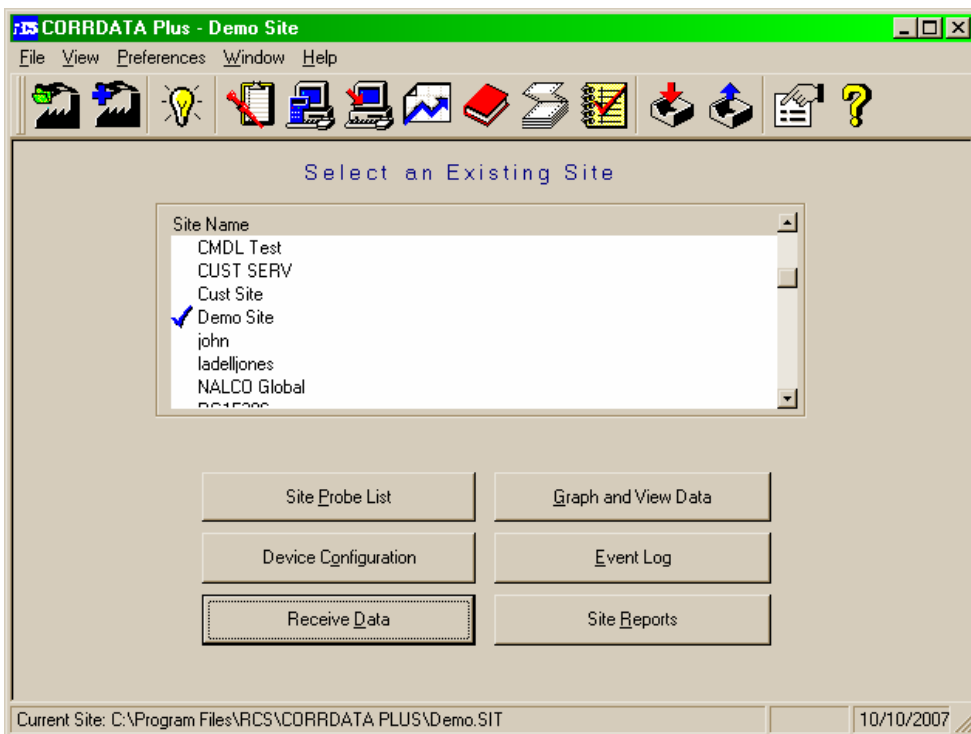 CORRDATA Plus - Demo Site
File View Preferences Window Help
Select an Existing Site
Site Name
CMDL Test
CUST SERV
Cust Site
Demo Site
john
ladelljones
NALCO Global
Site Probe List
Graph and View Data
Device Configuration
Event Log
Receive Data
Site Reports
Current Site: C:\Program Files\RCS\CORRDATA PLUS\Demo.SIT
10/10/2007